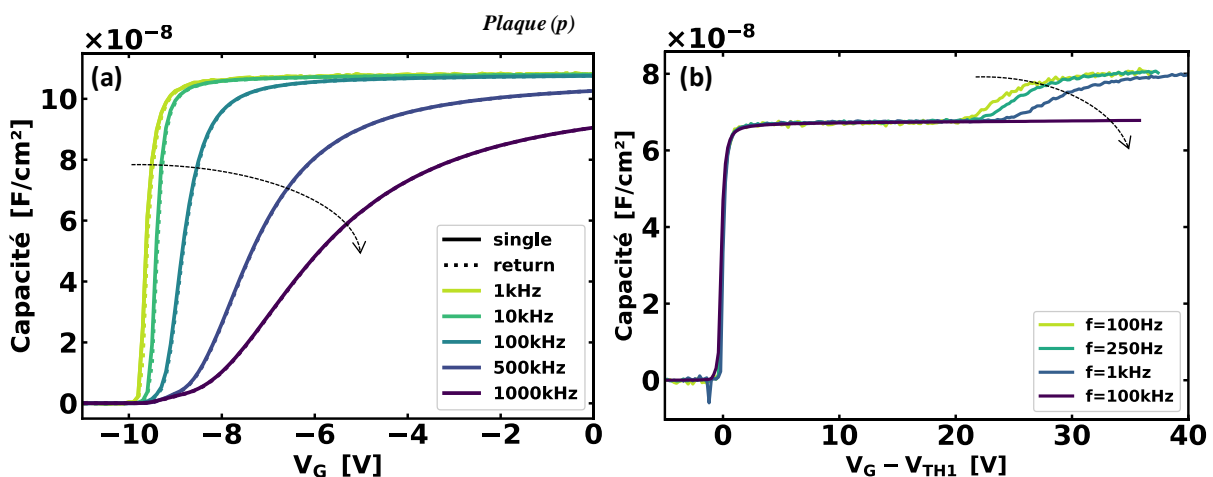 Plaque (p)
×10⁻⁸
(a)
Capacité [F/cm²]
10
8
6
4
2
0
single
return
1kHz
10kHz
100kHz
500kHz
1000kHz
−10
−8
−6
−4
−2
0
V_G [V]
×10⁻⁸
(b)
Capacité [F/cm²]
8
6
4
2
0
f=100Hz
f=250Hz
f=1kHz
f=100kHz
0
10
20
30
40
V_G − V_TH1 [V]